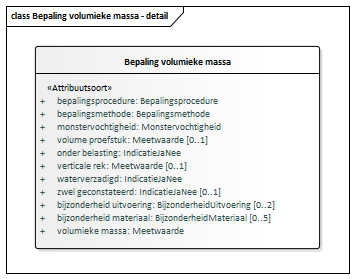 class Bepaling volumieke massa - detail
Bepaling volumieke massa
«Attribuutsoort»
+ bepalingsprocedure: Bepalingsprocedure
+ bepalingsmethode: Bepalingsmethode
+ monstervochtigheid: Monstervochtigheid
+ volume proefstuk: Meetwaarde [0..1]
+ onder belasting: IndicatieJaNee
+ verticale rek: Meetwaarde [0..1]
+ waterverzadigd: IndicatieJaNee
+ zwel geconstateerd: IndicatieJaNee [0..1]
+ bijzonderheid uitvoering: BijzonderheidUitvoering [0..2]
+ bijzonderheid materiaal: BijzonderheidMateriaal [0..5]
+ volumieke massa: Meetwaarde